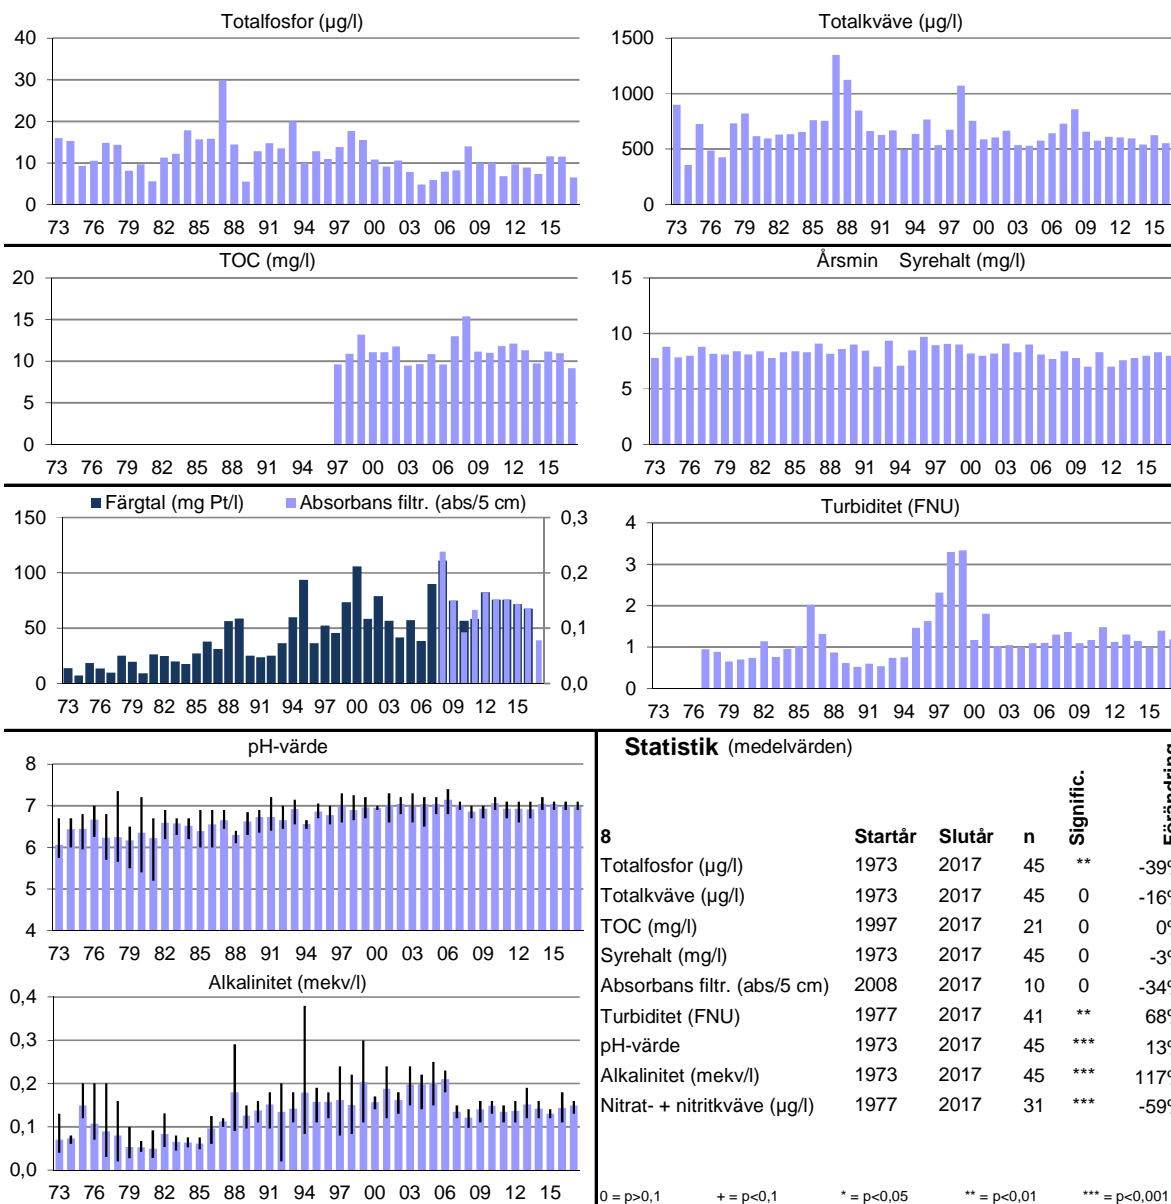 Totalfosfor (µg/l)
40
30
20
10
0
73 76 79 82 85 88 91 94 97 00 03 06 09 12 15
Totalkväve (µg/l)
1500
1000
500
0
73 76 79 82 85 88 91 94 97 00 03 06 09 12 15
TOC (mg/l)
20
15
10
5
0
73 76 79 82 85 88 91 94 97 00 03 06 09 12 15
Årsmin Syrehalt (mg/l)
15
10
5
0
73 76 79 82 85 88 91 94 97 00 03 06 09 12 15
Färgtal (mg Pt/l) Absorbans filtr. (abs/5 cm)
150 0,3
100 0,2
50 0,1
0 0,0
73 76 79 82 85 88 91 94 97 00 03 06 09 12 15
Turbiditet (FNU)
4
3
2
1
0
73 76 79 82 85 88 91 94 97 00 03 06 09 12 15
pH-värde
8
7
6
5
4
73 76 79 82 85 88 91 94 97 00 03 06 09 12 15
Alkalinitet (mekv/l)
0,4
0,3
0,2
0,1
0,0
73 76 79 82 85 88 91 94 97 00 03 06 09 12 15
Statistik (medelvärden)
8 Startår Slutår n Signific. Förändring
Totalfosfor (µg/l) 1973 2017 45 ** -39%
Totalkväve (µg/l) 1973 2017 45 0 -16%
TOC (mg/l) 1997 2017 21 0 0%
Syrehalt (mg/l) 1973 2017 45 0 -3%
Absorbans filtr. (abs/5 cm) 2008 2017 10 0 -34%
Turbiditet (FNU) 1977 2017 41 ** 68%
pH-värde 1973 2017 45 *** 13%
Alkalinitet (mekv/l) 1973 2017 45 *** 117%
Nitrat- + nitritkväve (µg/l) 1977 2017 31 *** -59%
0 = p>0,1 + = p<0,1 * = p<0,05 ** = p<0,01 *** = p<0,001